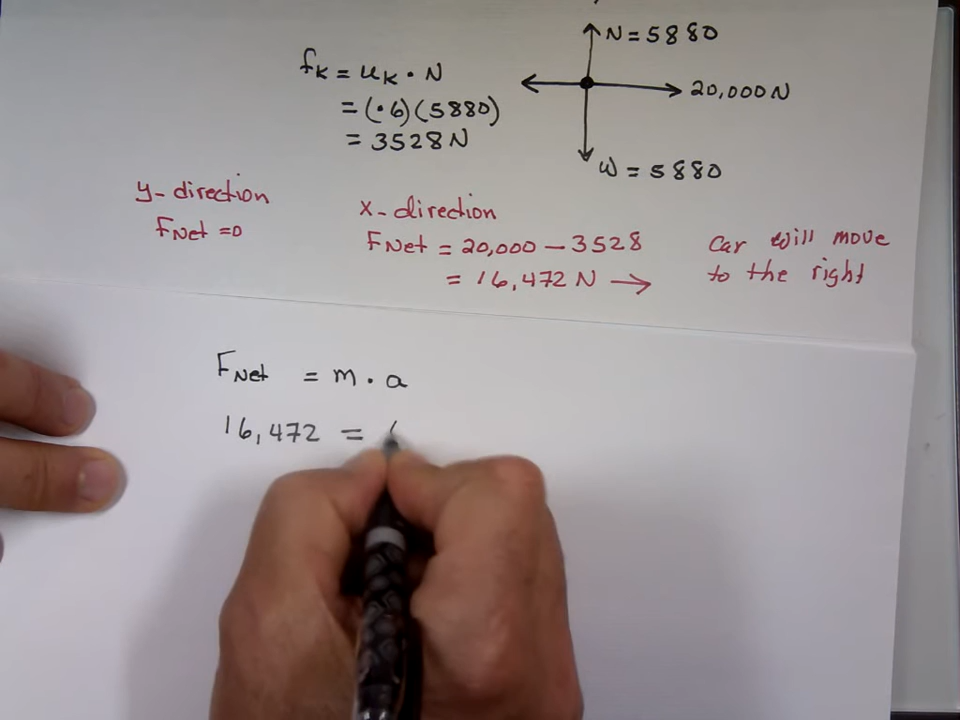 N = 5880
fK = uK • N
= (•6)(5880)
= 3528 N
20,000 N
W = 5880
y-direction
FNet = 0
x-direction
FNet = 20,000 — 3528
= 16,472 N →
Car will move
to the right
FNet = m • a
16,472 = (